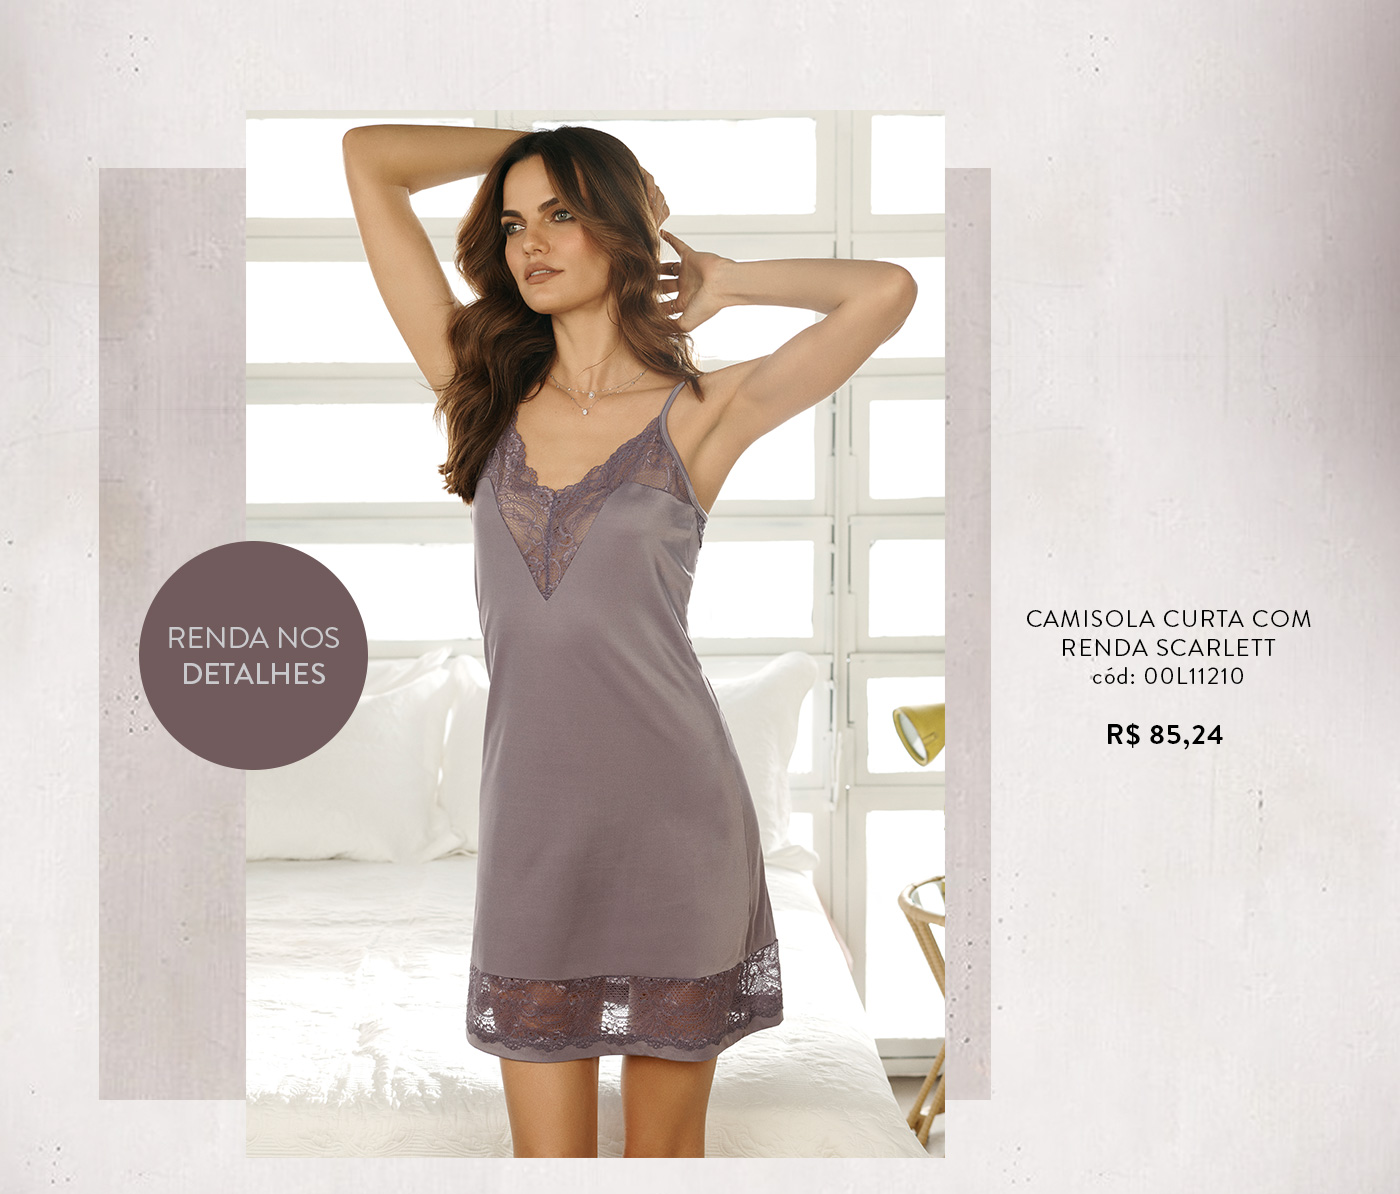 RENDA NOS
DETALHES
CAMISOLA CURTA COM
RENDA SCARLETT
cód: 00L11210
R$ 85,24